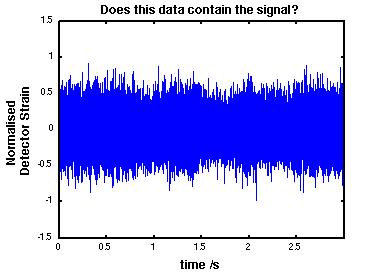 Does this data contain the signal?
1.5
1
0.5
0
-0.5
-1
-1.5
Normalised
Detector Strain
0 0.5 1 1.5 2 2.5
time /s